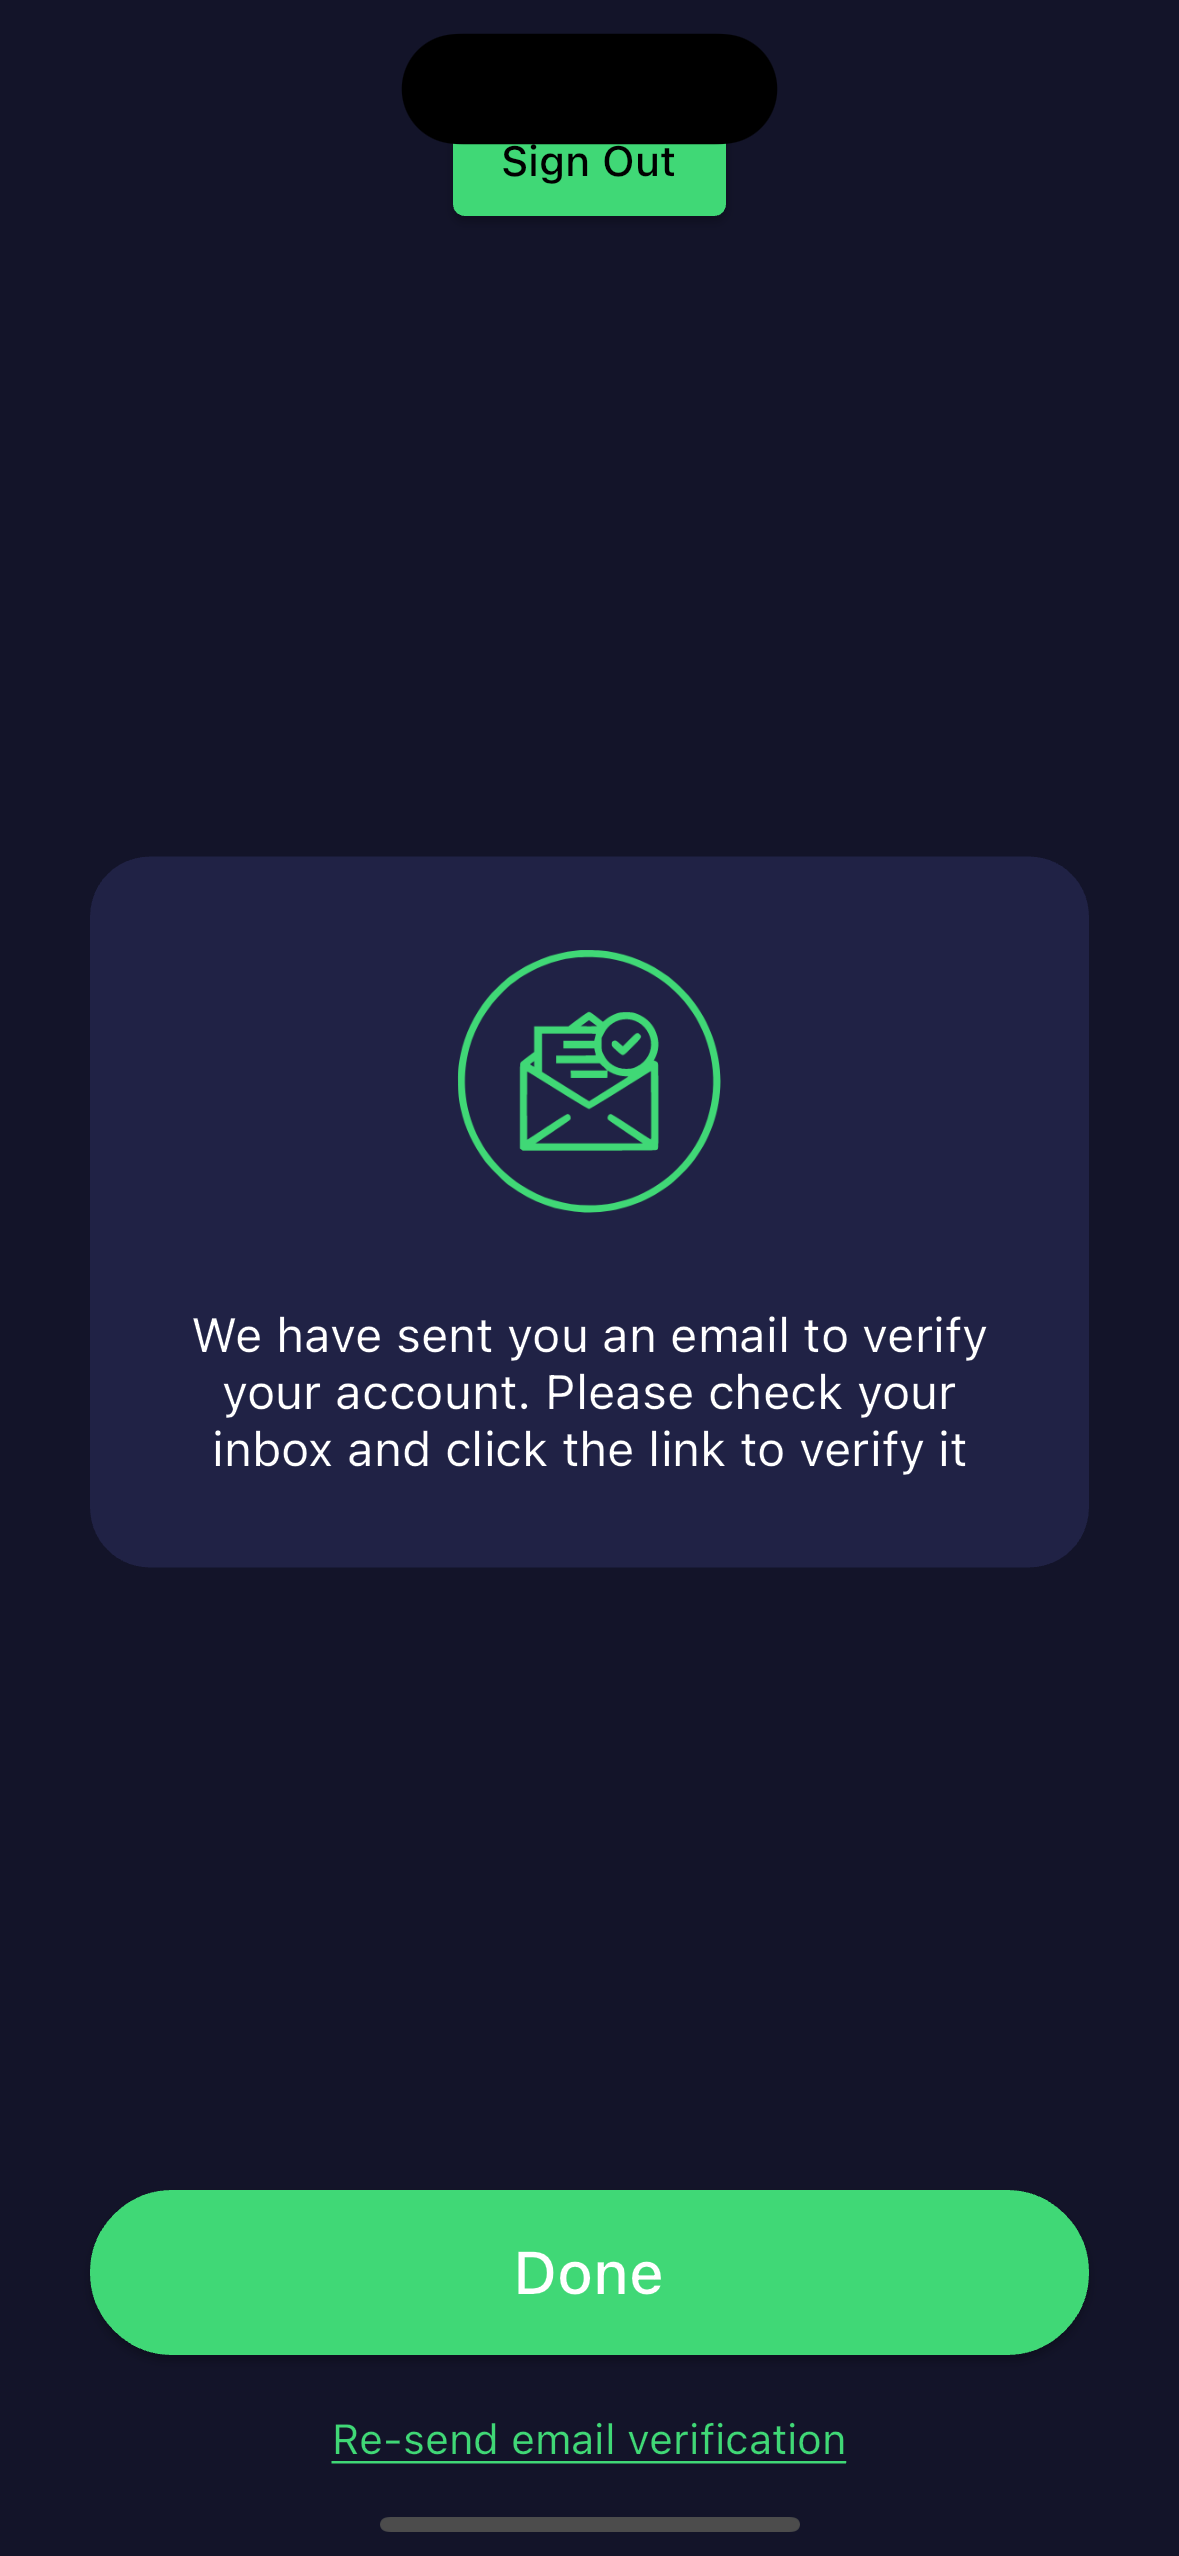 Sign Out
We have sent you an email to verify
your account. Please check your
inbox and click the link to verify it
Done
Re-send email verification